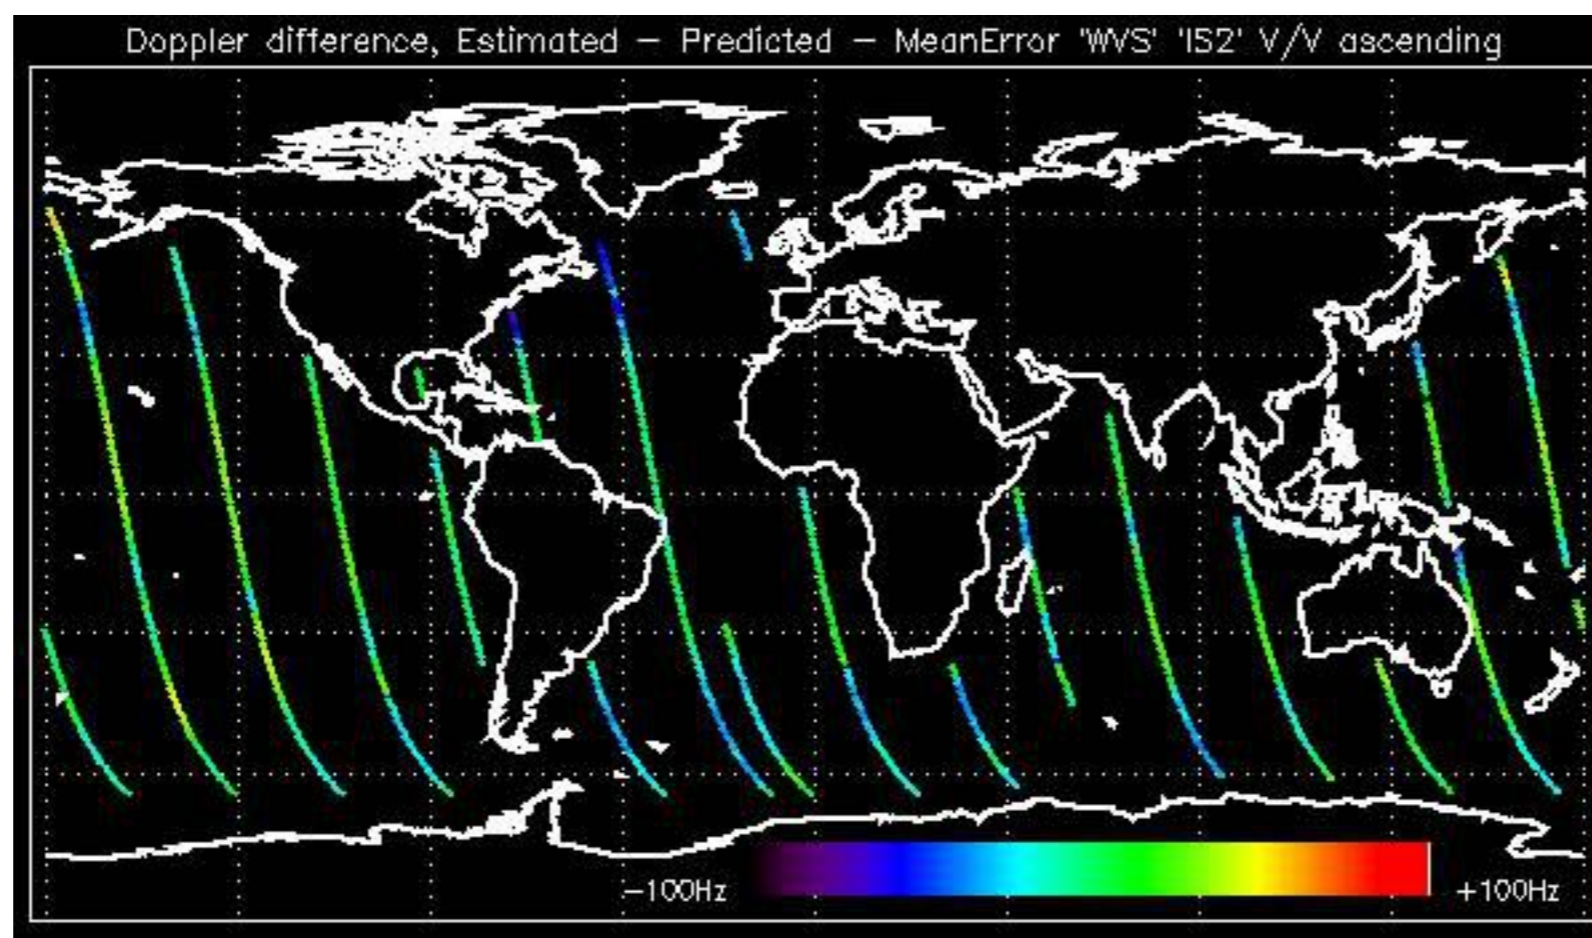 Doppler difference, Estimated – Predicted – MeanError 'WVS' 'IS2' V/V ascending
-100Hz +100Hz